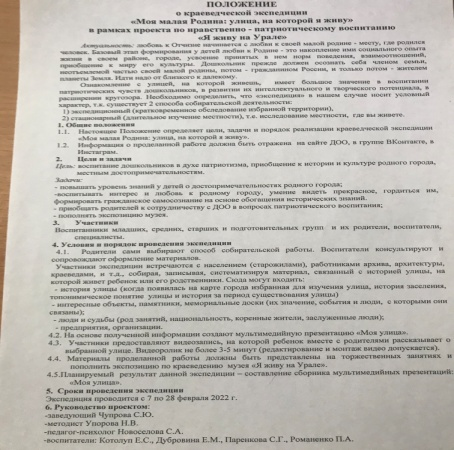 ПОЛОЖЕНИЕ
о краеведческой экспедиции
«Моя малая Родина: улица, на которой я живу»
в рамках проекта по нравственно - патриотическому воспитанию
«Я живу на Урале»
Актуальность: любовь к Отчизне начинается с любви к своей малой родине - месту, где родился
человек. Базовый этап формирования у детей любви к Родине - это накопление ими социального опыта
жизни в своем районе, городе, усвоение принятых в нем норм поведения, взаимоотношений,
приобщение к миру его культуры. Дошкольник прежде должен осознать себя членом семьи,
неотъемлемой частью своей малой родины, потом - гражданином России, и только потом - жителем
планеты Земля. Идти надо от близкого к далекому.
Ознакомление с улицей, на которой живешь, имеет большое значение в воспитании
патриотических чувств дошкольников, в развитии их интеллектуального и творческого потенциала, в
расширении кругозора. Необходимо определить, что «экспедиция» в нашем случае носит условный
характер, т.к. существует 2 способа собирательской деятельности:
1) экспедиционный (кратковременное обследование избранной территории),
2) стационарный (длительное изучение местности), т.е. исследование местности, где вы живете.
1. Общие положения
1.1. Настоящее Положение определяет цели, задачи и порядок реализации краеведческой экспедиции
«Моя малая Родина: улица, на которой я живу».
1.2. Информация о проделанной работе должна быть отражена на сайте ДОО, в группе ВКонтакте, в
Инстаграм.
2. Цели и задачи
Цель: воспитание дошкольников в духе патриотизма, приобщение к истории и культуре родного города,
местным достопримечательностям.
Задачи:
- повышать уровень знаний у детей о достопримечательностях родного города;
-воспитывать интерес и любовь к родному городу, умение видеть прекрасное, гордиться им,
формировать гражданское самосознание на основе обогащения исторических знаний.
- приобщать родителей к сотрудничеству с ДОО в вопросах патриотического воспитания;
- пополнять экспозицию музея.
3. Участники
Воспитанники младших, средних, старших и подготовительных групп и их родители, воспитатели,
специалисты.
4. Условия и порядок проведения экспедиции
4.1. Родители сами выбирают способ собирательской работы. Воспитатели консультируют и
сопровождают оформление материалов.
Участники экспедиции встречаются с населением (старожилами), работниками архива, архитекторы,
краеведами, и т.д., собирая, записывая, систематизируя материал, связанный с историей улицы, на
которой живет ребенок или его родственники. Сюда могут входить:
- история улицы (когда появилась на карте города избранная для изучения улица, история заселения,
топонимическое понятие улицы и история за период существования улицы)
- интересные объекты, памятники, мемориальные доски (их значение, события и люди, с которыми они
связаны);
- люди и судьбы (род занятий, национальность, коренные жители, заслуженные люди);
- предприятия, организации.
4.2. На основе полученной информации создают мультимедийную презентацию «Моя улица».
4.3. Участники предоставляют видеозапись, на которой ребенок вместе с родителями рассказывает о
выбранной улице. Видеоролик не более 3-5 минут (редактирование и монтаж видео допускается).
4.4. Материалы проделанной работы должны быть представлены на торжественных занятиях и
пополнить экспозицию по краеведению музея «Я живу на Урале».
4.5.Планируемый результат данной экспедиции – составление сборника мультимедийных презентаций:
«Моя улица».
5. Сроки проведения экспедиции
Экспедиция проводится с 7 по 28 февраля 2022 г.
6. Руководство проектом:
-заведующий Чупрова С.Ю.
-методист Упорова Н.В.
-педагог-психолог Новоселова С.А.
-воспитатели: Котолуп Е.С., Дубровина Е.М., Паренкова С.Г., Романенко П.А.